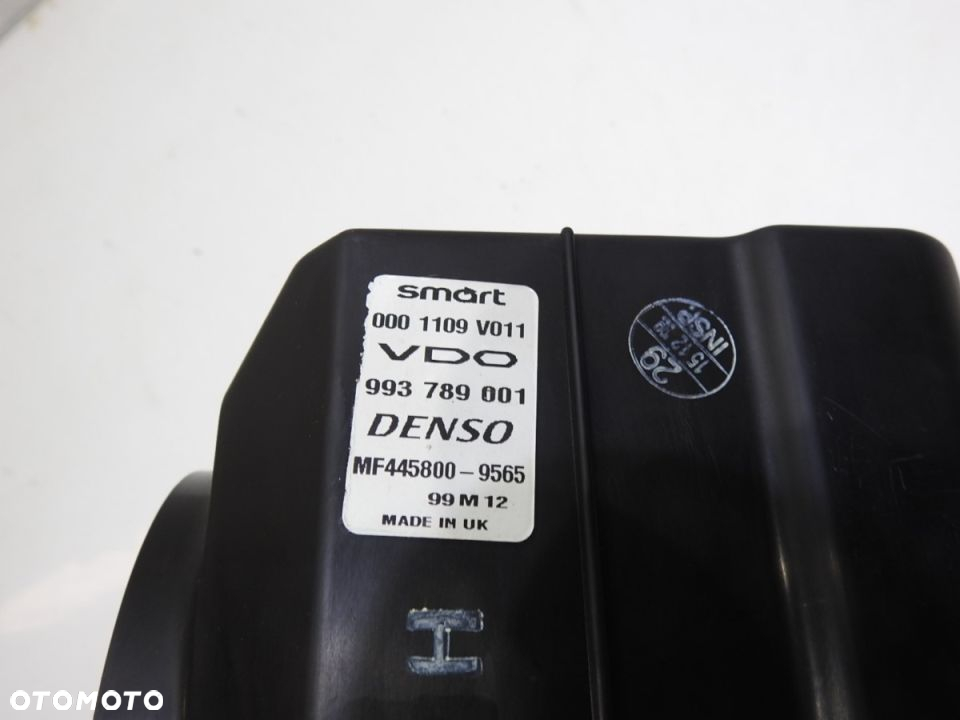 smart
000 1109 V011
VDO
993 789 001
DENSO
MF445800-9565
99 M 12
MADE IN UK
INSP.
29
H
OTOMOTO
OTOMOTO